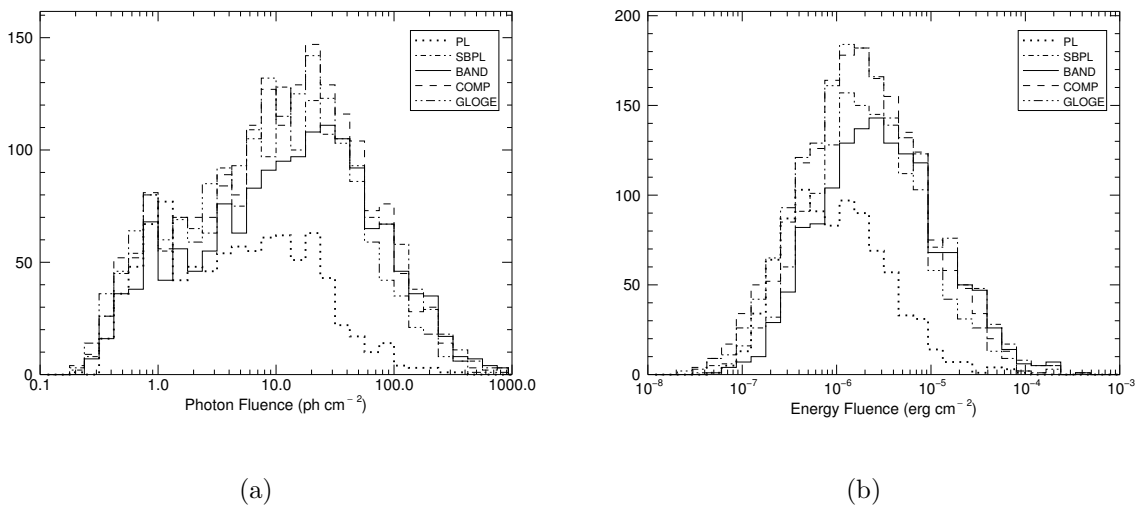 150
100
50
0
0.1
1.0
10.0
100.0
1000.0
Photon Fluence (ph cm⁻²)
PL
SBPL
BAND
COMP
GLOGE
(a)
200
150
100
50
0
10⁻⁸
10⁻⁷
10⁻⁶
10⁻⁵
10⁻⁴
10⁻³
Energy Fluence (erg cm⁻²)
PL
SBPL
BAND
COMP
GLOGE
(b)